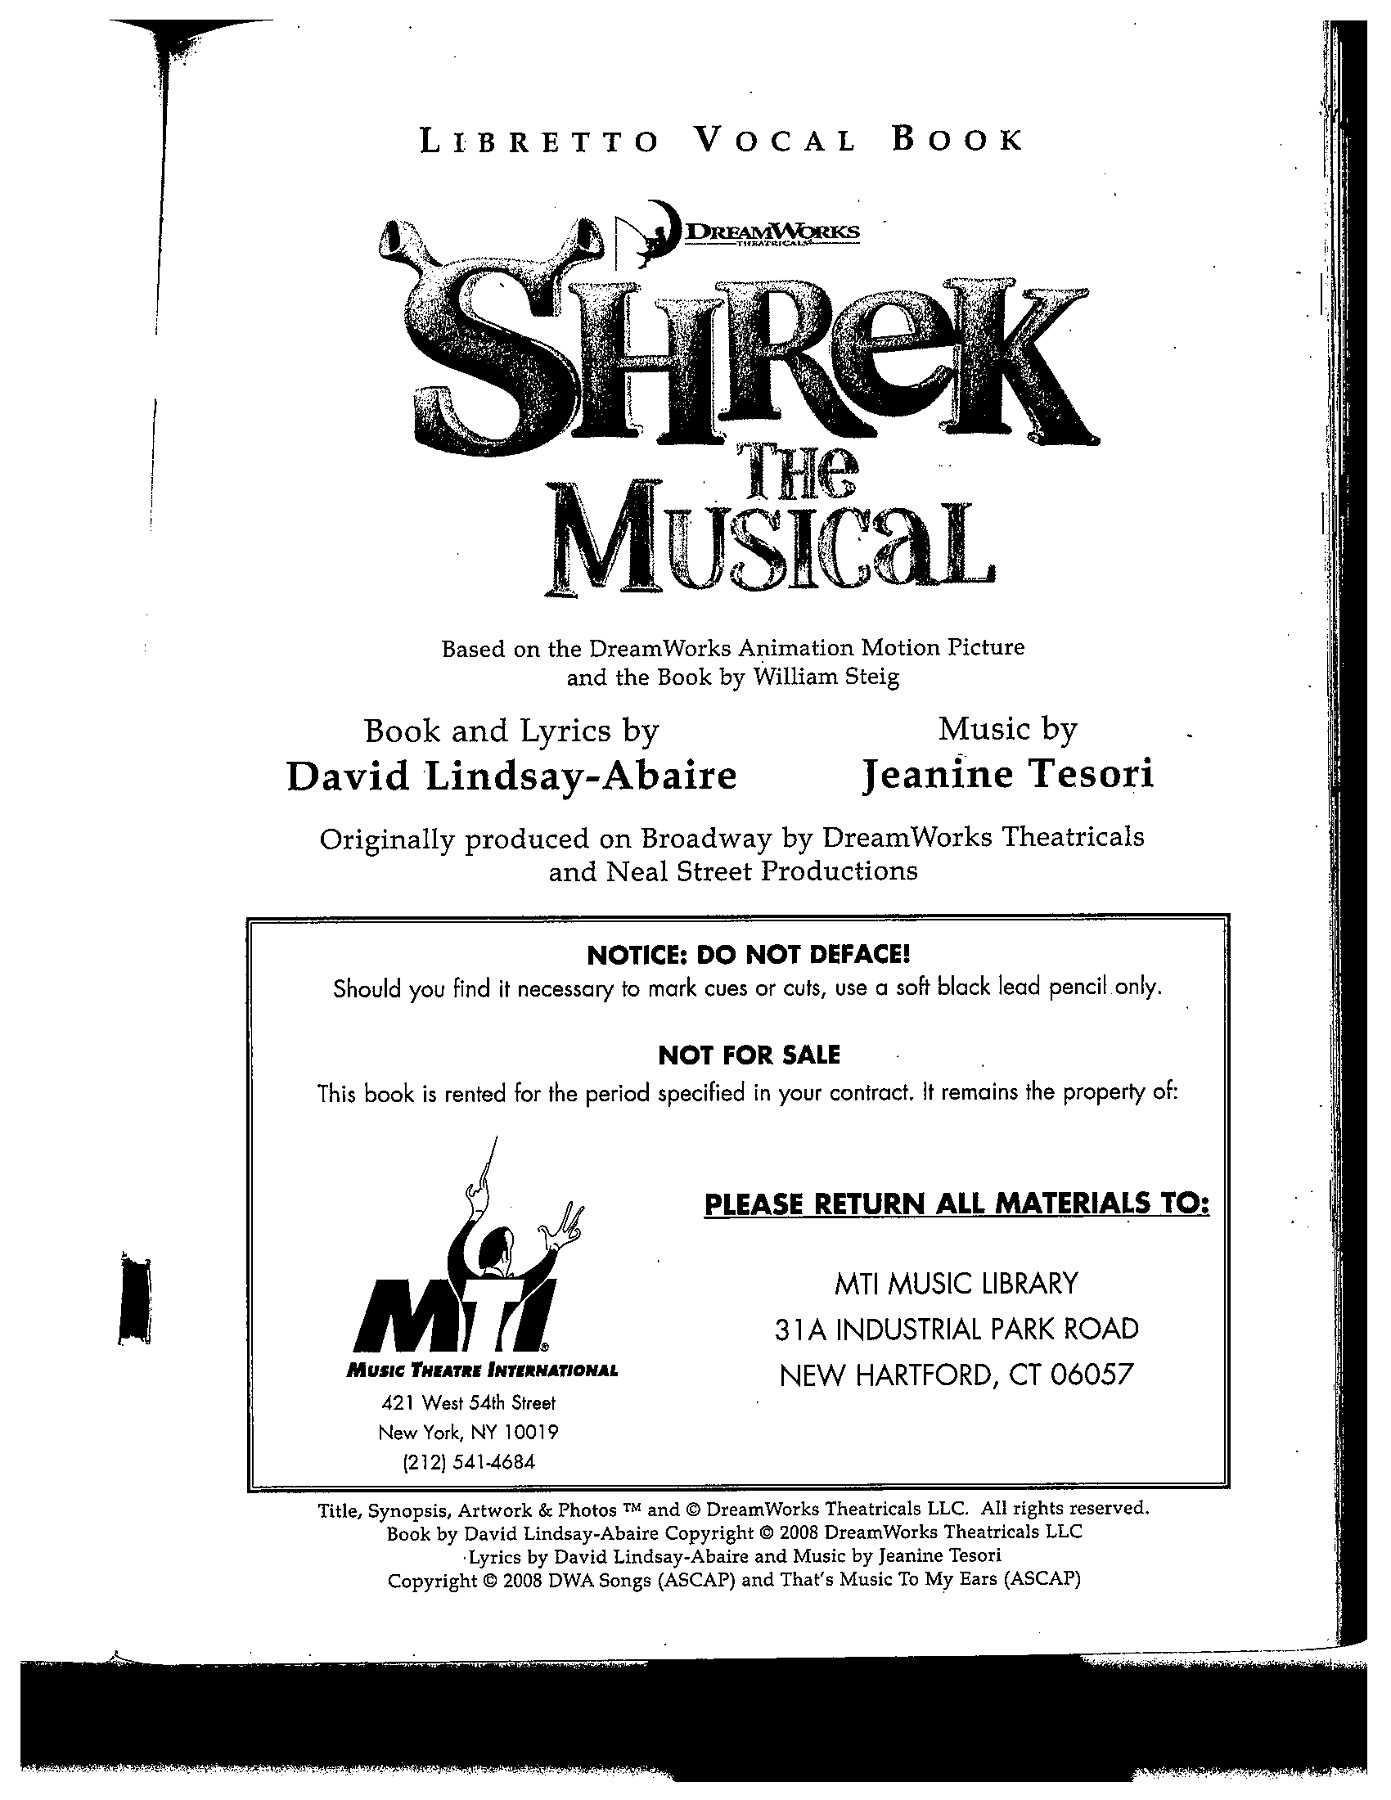 LIBRETTO VOCAL BOOK
DREAMWORKS
THEATRICALS
SHREK
THE
MUSICAL
Based on the DreamWorks Animation Motion Picture
and the Book by William Steig
Book and Lyrics by
David Lindsay-Abaire
Music by
Jeanine Tesori
Originally produced on Broadway by DreamWorks Theatricals
and Neal Street Productions
NOTICE: DO NOT DEFACE!
Should you find it necessary to mark cues or cuts, use a soft black lead pencil only.
NOT FOR SALE
This book is rented for the period specified in your contract. It remains the property of:
MTI®
MUSIC THEATRE INTERNATIONAL
421 West 54th Street
New York, NY 10019
(212) 541-4684
PLEASE RETURN ALL MATERIALS TO:
MTI MUSIC LIBRARY
31A INDUSTRIAL PARK ROAD
NEW HARTFORD, CT 06057
Title, Synopsis, Artwork & Photos ™ and © DreamWorks Theatricals LLC. All rights reserved.
Book by David Lindsay-Abaire Copyright © 2008 DreamWorks Theatricals LLC
Lyrics by David Lindsay-Abaire and Music by Jeanine Tesori
Copyright © 2008 DWA Songs (ASCAP) and That's Music To My Ears (ASCAP)